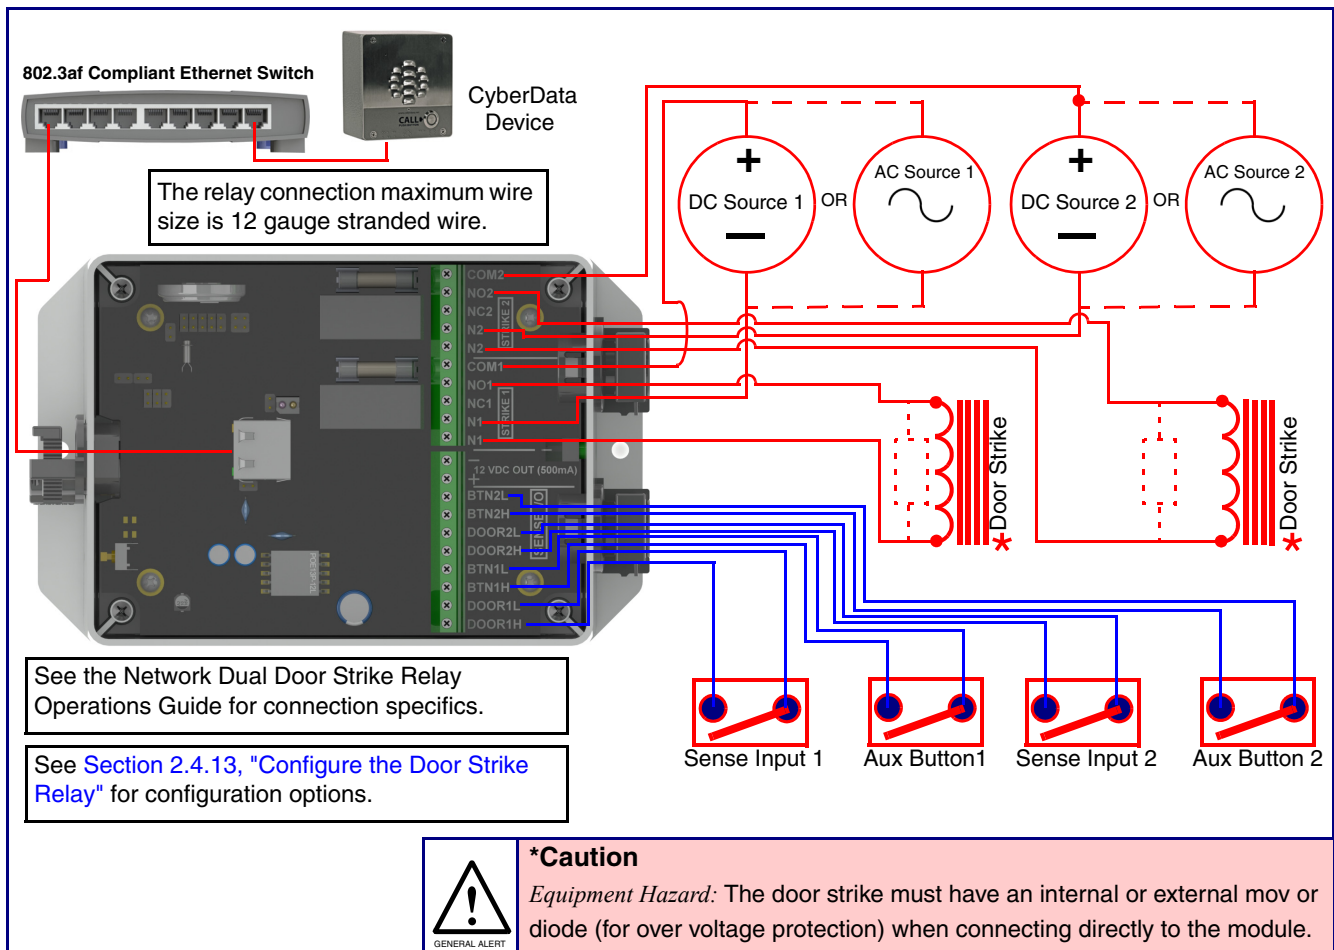 802.3af Compliant Ethernet Switch
CALL
CyberData
Device
The relay connection maximum wire
size is 12 gauge stranded wire.
+
DC Source 1
OR
AC Source 1
+
DC Source 2
OR
AC Source 2
COM2
NO2
NC2
N2
N2
STRIKE 2
COM1
NO1
NC1
N1
N1
STRIKE 1
12 VDC OUT (500mA)
+
BTN2L
BTN2H
DOOR2L
DOOR2H
BTN1L
BTN1H
DOOR1L
DOOR1H
SENSE I/O
POE13P-12L
*Door Strike
*Door Strike
Sense Input 1
Aux Button1
Sense Input 2
Aux Button 2
See the Network Dual Door Strike Relay
Operations Guide for connection specifics.
See Section 2.4.13, "Configure the Door Strike
Relay" for configuration options.
GENERAL ALERT
*Caution
Equipment Hazard: The door strike must have an internal or external mov or
diode (for over voltage protection) when connecting directly to the module.